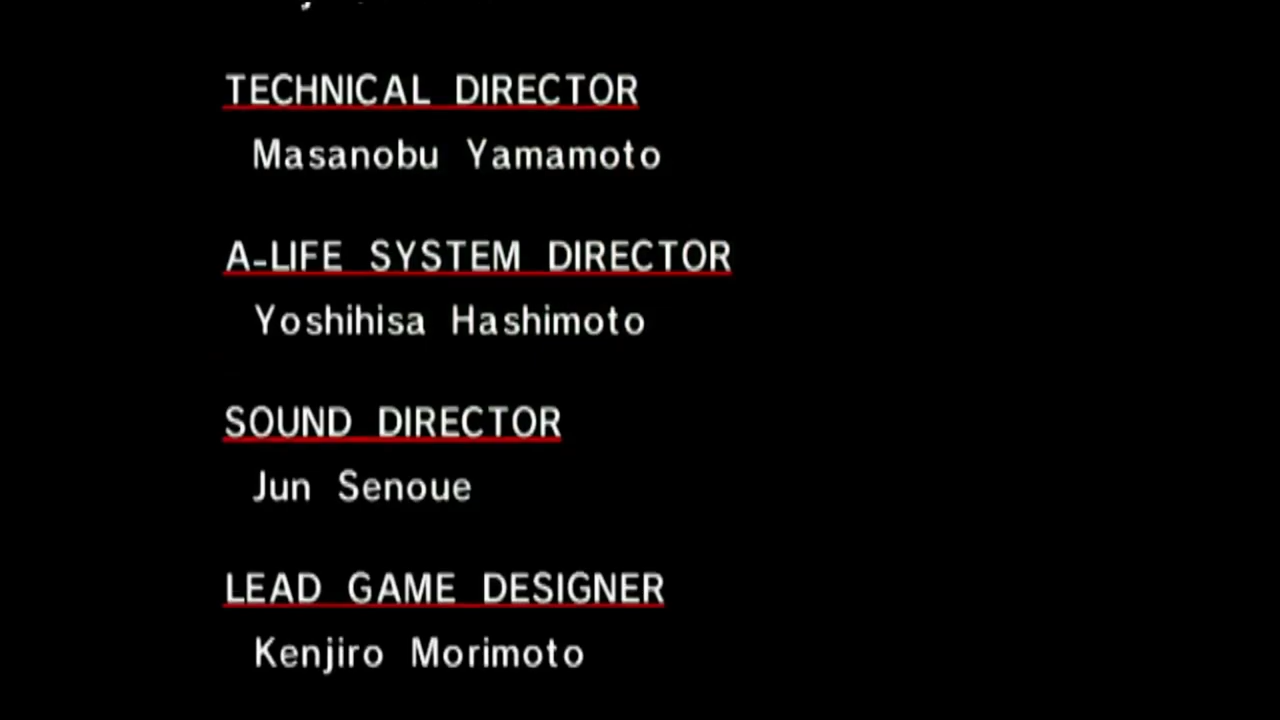 TECHNICAL DIRECTOR
Masanobu Yamamoto
A-LIFE SYSTEM DIRECTOR
Yoshihisa Hashimoto
SOUND DIRECTOR
Jun Senoue
LEAD GAME DESIGNER
Kenjiro Morimoto